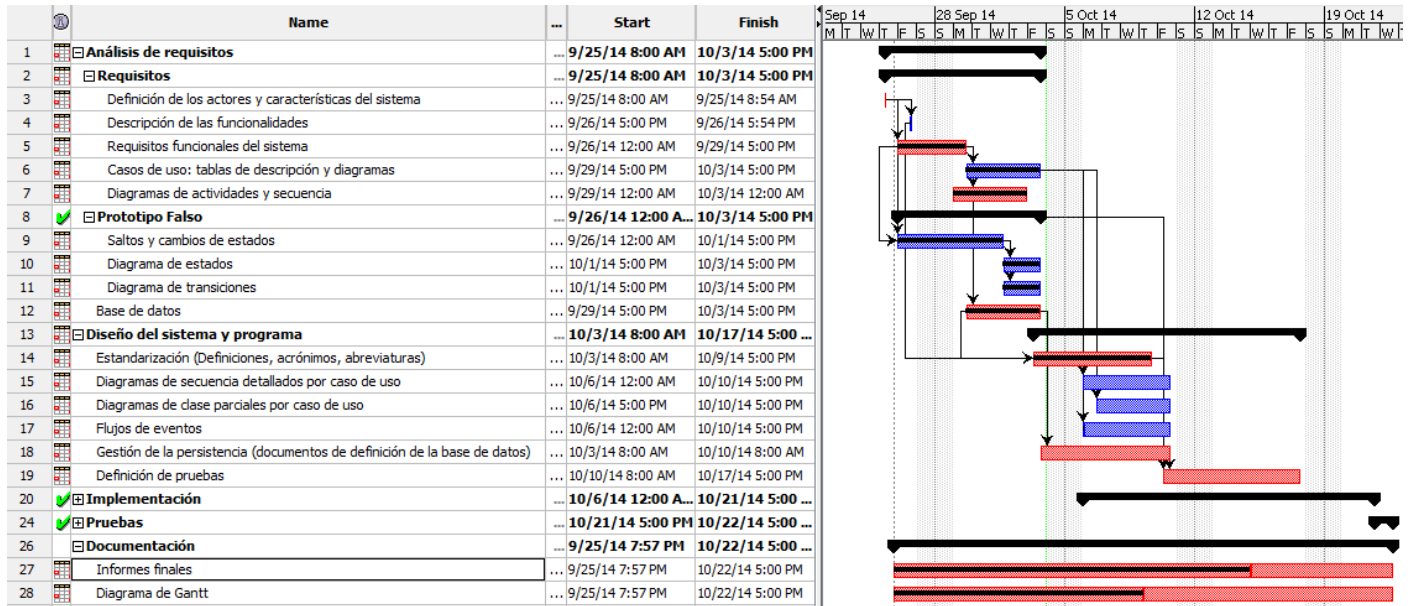 Name ... Start Finish
Sep 14 28 Sep 14 5 Oct 14 12 Oct 14 19 Oct 14
M T W T F S S M T W T F S S M T W T F S S M T W T F S S M T W
1 Análisis de requisitos ... 9/25/14 8:00 AM 10/3/14 5:00 PM
2 Requisitos ... 9/25/14 8:00 AM 10/3/14 5:00 PM
3 Definición de los actores y características del sistema ... 9/25/14 8:00 AM 9/25/14 8:54 AM
4 Descripción de las funcionalidades ... 9/26/14 5:00 PM 9/26/14 5:54 PM
5 Requisitos funcionales del sistema ... 9/26/14 12:00 AM 9/29/14 5:00 PM
6 Casos de uso: tablas de descripción y diagramas ... 9/29/14 5:00 PM 10/3/14 5:00 PM
7 Diagramas de actividades y secuencia ... 9/29/14 12:00 AM 10/3/14 12:00 AM
8 Prototipo Falso ... 9/26/14 12:00 A... 10/3/14 5:00 PM
9 Saltos y cambios de estados ... 9/26/14 12:00 AM 10/1/14 5:00 PM
10 Diagrama de estados ... 10/1/14 5:00 PM 10/3/14 5:00 PM
11 Diagrama de transiciones ... 10/1/14 5:00 PM 10/3/14 5:00 PM
12 Base de datos ... 9/29/14 5:00 PM 10/3/14 5:00 PM
13 Diseño del sistema y programa ... 10/3/14 8:00 AM 10/17/14 5:00 ...
14 Estandarización (Definiciones, acrónimos, abreviaturas) ... 10/3/14 8:00 AM 10/9/14 5:00 PM
15 Diagramas de secuencia detallados por caso de uso ... 10/6/14 12:00 AM 10/10/14 5:00 PM
16 Diagramas de clase parciales por caso de uso ... 10/6/14 5:00 PM 10/10/14 5:00 PM
17 Flujos de eventos ... 10/6/14 12:00 AM 10/10/14 5:00 PM
18 Gestión de la persistencia (documentos de definición de la base de datos) ... 10/3/14 8:00 AM 10/10/14 8:00 AM
19 Definición de pruebas ... 10/10/14 8:00 AM 10/17/14 5:00 PM
20 Implementación ... 10/6/14 12:00 A... 10/21/14 5:00 ...
24 Pruebas ... 10/21/14 5:00 PM 10/22/14 5:00 ...
26 Documentación ... 9/25/14 7:57 PM 10/22/14 5:00 ...
27 Informes finales ... 9/25/14 7:57 PM 10/22/14 5:00 PM
28 Diagrama de Gantt ... 9/25/14 7:57 PM 10/22/14 5:00 PM